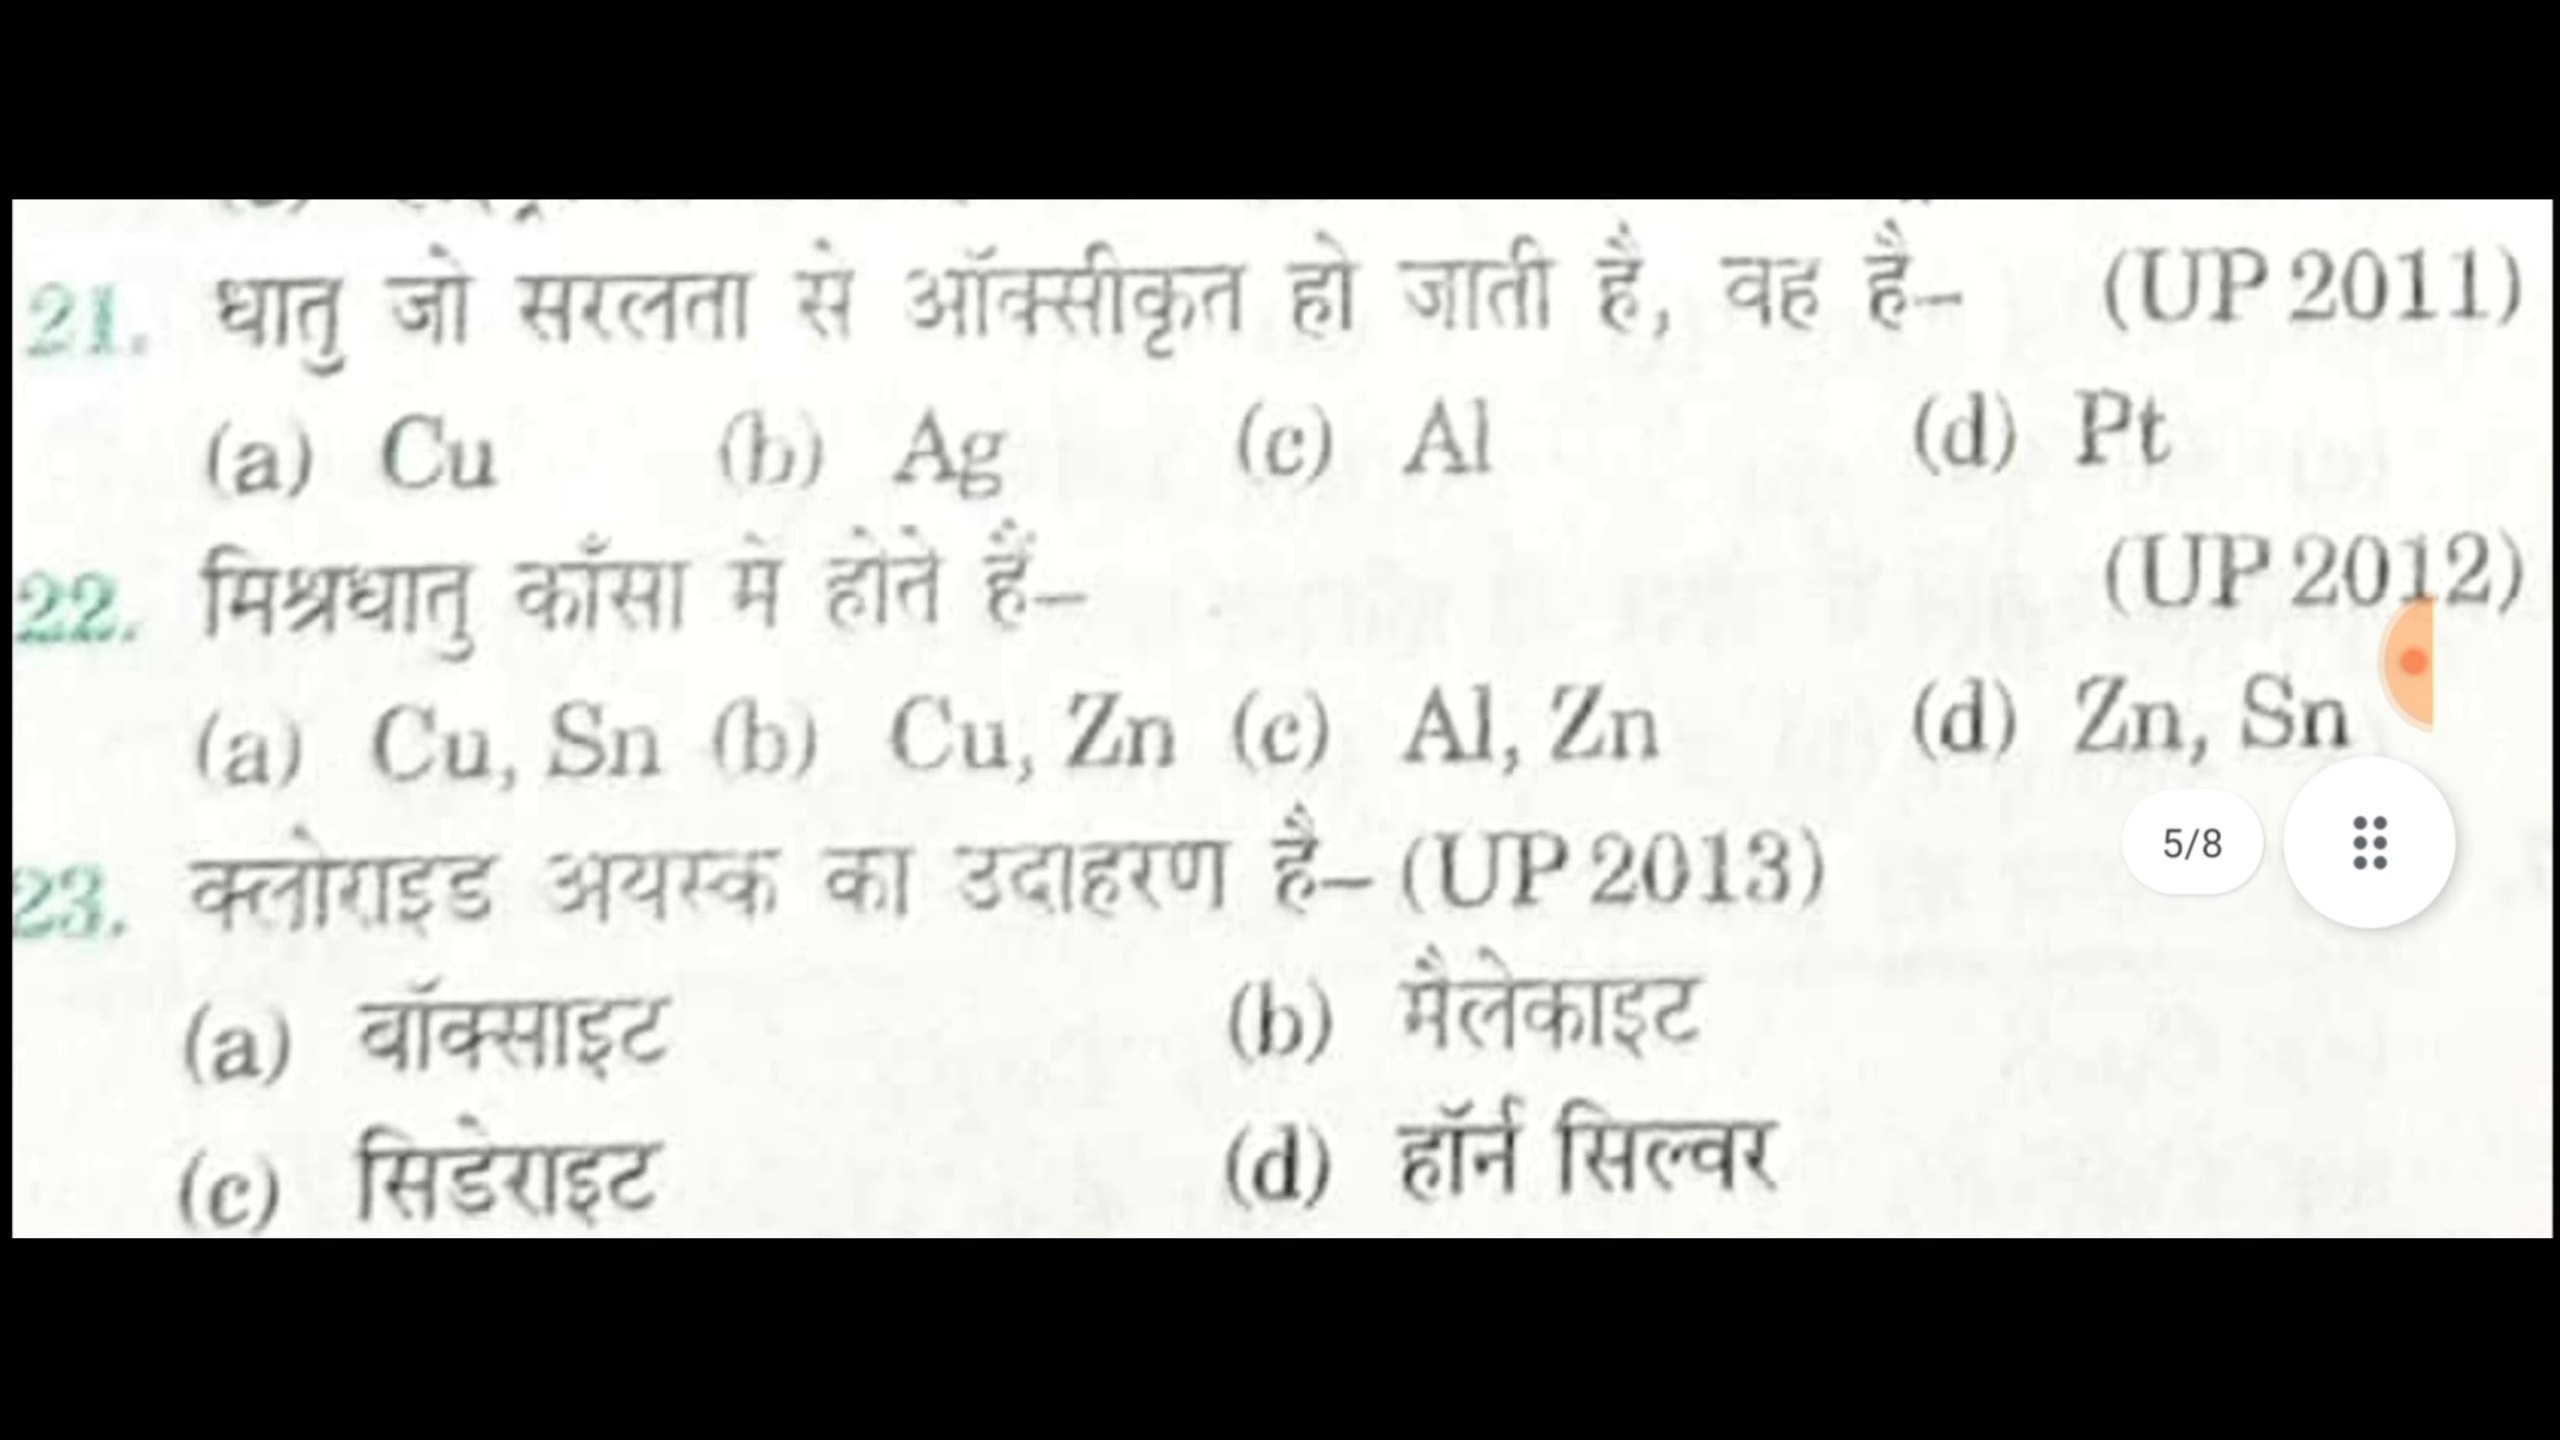 21. धातु जो सरलता से ऑक्सीकृत हो जाती है, वह है– (UP 2011)
(a) Cu (b) Ag (c) Al (d) Pt
22. मिश्रधातु काँसा में होते हैं– (UP 2012)
(a) Cu, Sn (b) Cu, Zn (c) Al, Zn (d) Zn, Sn
23. क्लोराइड अयस्क का उदाहरण है– (UP 2013)
5/8
(a) बॉक्साइट (b) मैलेकाइट
(c) सिडेराइट (d) हॉर्न सिल्वर